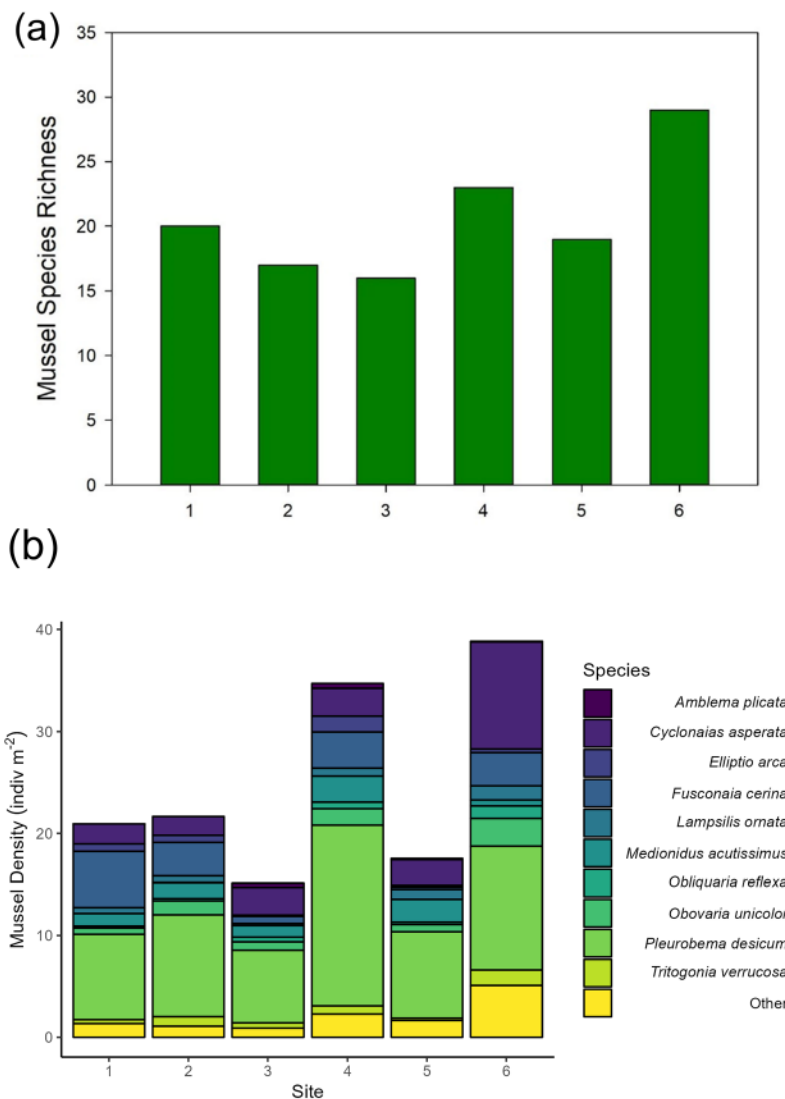 (a)
Mussel Species Richness
35
30
25
20
15
10
5
0
1 2 3 4 5 6
(b)
Mussel Density (indiv m-2)
40
30
20
10
0
1 2 3 4 5 6
Site
Species
Amblema plicata
Cyclonaias asperata
Elliptio arca
Fusconaia cerina
Lampsilis ornata
Medionidus acutissimus
Obliquaria reflexa
Obovaria unicolor
Pleurobema desicum
Tritogonia verrucosa
Other